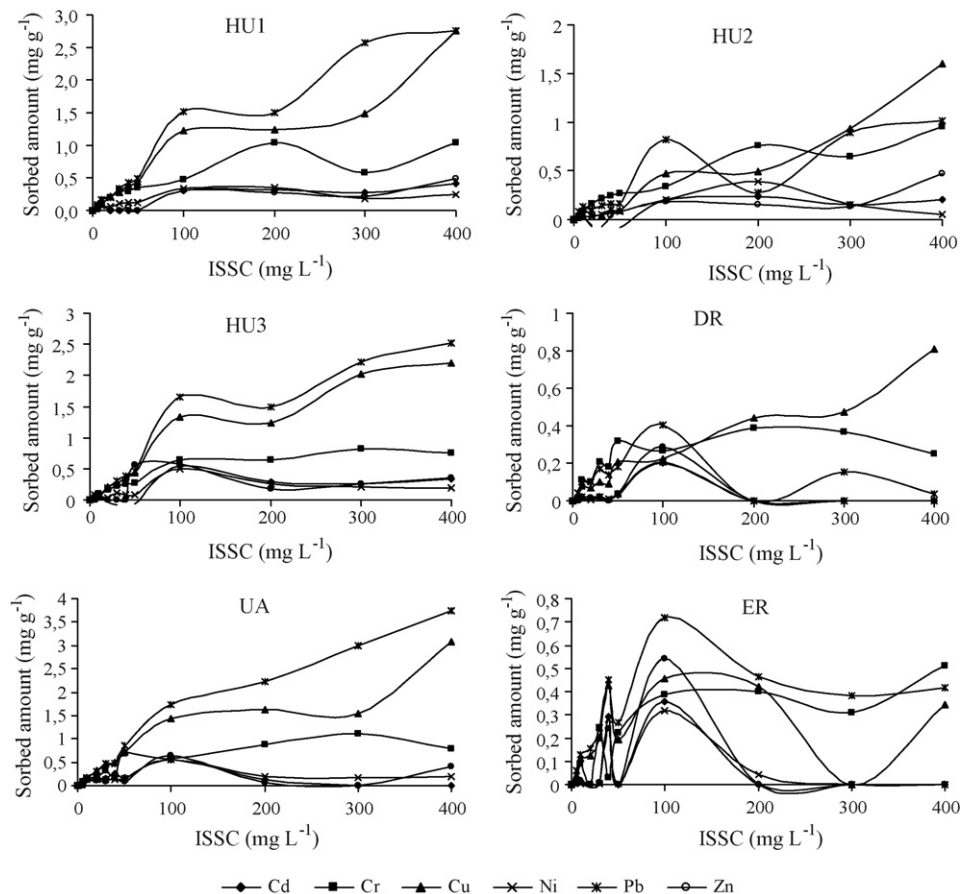 HU1
Sorbed amount (mg g-1)
3,0
2,5
2,0
1,5
1,0
0,5
0,0
0 100 200 300 400
ISSC (mg L-1)
HU2
Sorbed amount (mg g-1)
2
1,5
1
0,5
0
0 100 200 300 400
ISSC (mg L-1)
HU3
Sorbed amount (mg g-1)
3
2,5
2
1,5
1
0,5
0
0 100 200 300 400
ISSC (mg L-1)
DR
Sorbed amount (mg g-1)
1
0,8
0,6
0,4
0,2
0
0 100 200 300 400
ISSC (mg L-1)
UA
Sorbed amount (mg g-1)
4
3,5
3
2,5
2
1,5
1
0,5
0
0 100 200 300 400
ISSC (mg L-1)
ER
Sorbed amount (mg g-1)
0,8
0,7
0,6
0,5
0,4
0,3
0,2
0,1
0
0 100 200 300 400
ISSC (mg L-1)
Cd Cr Cu Ni Pb Zn